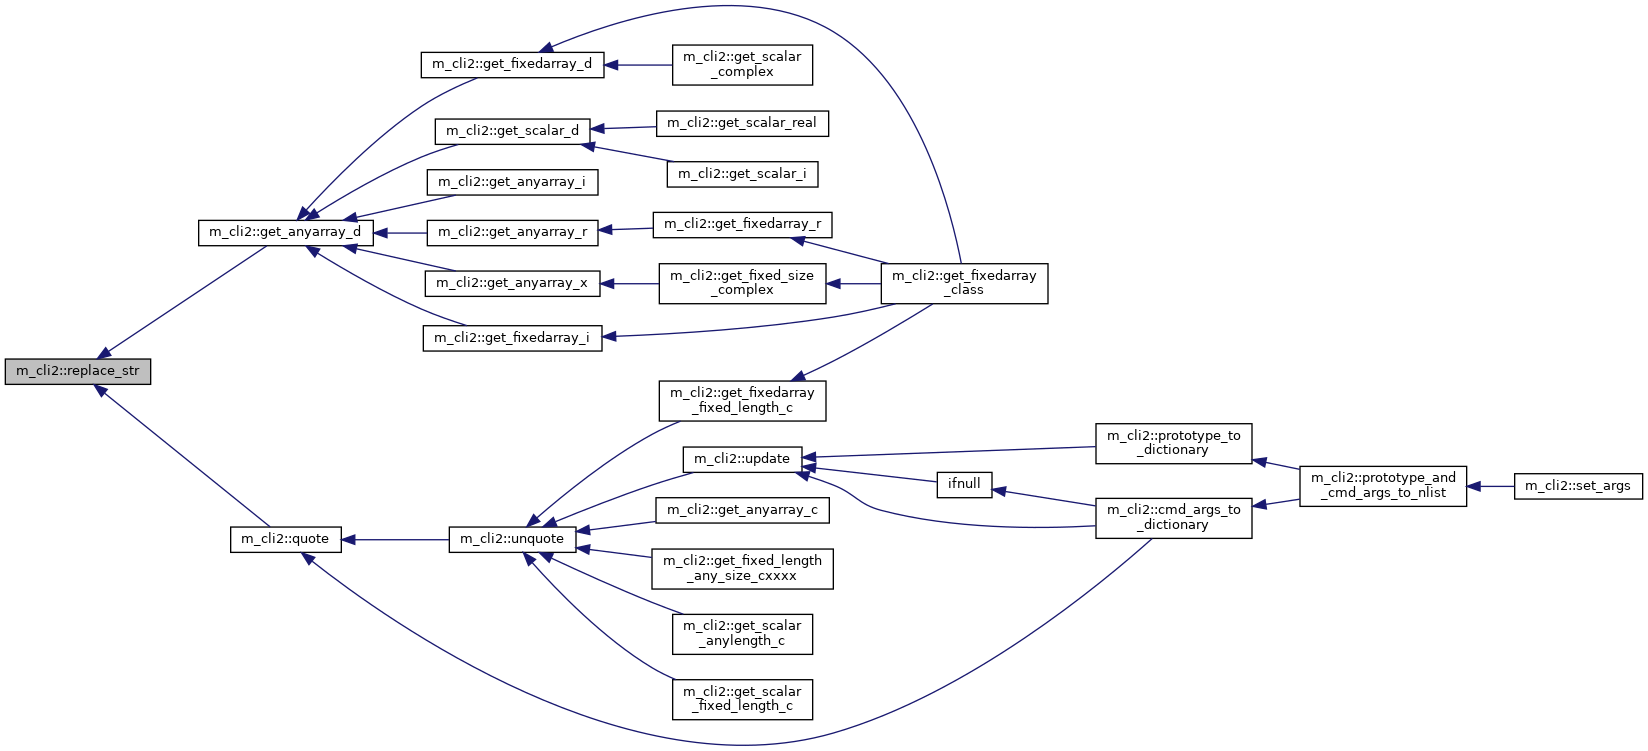 m_cli2::get_fixedarray_d
m_cli2::get_scalar
_complex
m_cli2::get_scalar_d
m_cli2::get_scalar_real
m_cli2::get_scalar_i
m_cli2::get_anyarray_i
m_cli2::get_anyarray_d
m_cli2::get_anyarray_r
m_cli2::get_fixedarray_r
m_cli2::get_anyarray_x
m_cli2::get_fixed_size
_complex
m_cli2::get_fixedarray
_class
m_cli2::get_fixedarray_i
m_cli2::replace_str
m_cli2::get_fixedarray
_fixed_length_c
m_cli2::update
m_cli2::prototype_to
_dictionary
ifnull
m_cli2::prototype_and
_cmd_args_to_nlist
m_cli2::set_args
m_cli2::get_anyarray_c
m_cli2::cmd_args_to
_dictionary
m_cli2::quote
m_cli2::unquote
m_cli2::get_fixed_length
_any_size_cxxxx
m_cli2::get_scalar
_anylength_c
m_cli2::get_scalar
_fixed_length_c